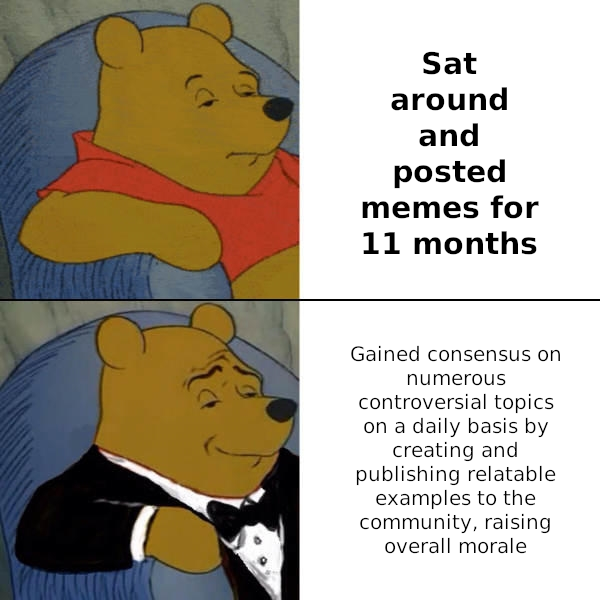 Sat
around
and
posted
memes for
11 months
Gained consensus on
numerous
controversial topics
on a daily basis by
creating and
publishing relatable
examples to the
community, raising
overall morale